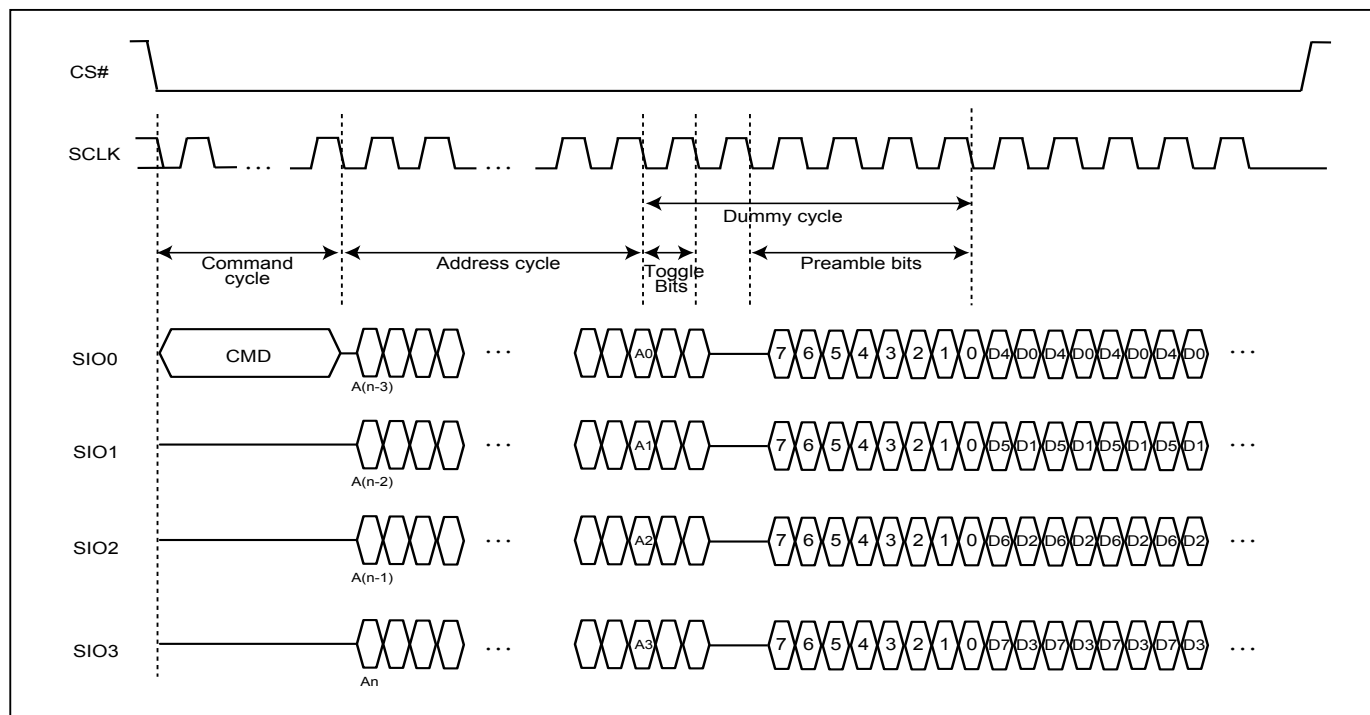 CS#
SCLK ... ...
Dummy cycle
Command cycle
Address cycle
Toggle Bits
Preamble bits
SIO0 CMD ... A0 7 6 5 4 3 2 1 0 D4 D0 D4 D0 D4 D0 D4 D0 ...
A(n-3)
SIO1 ... A1 7 6 5 4 3 2 1 0 D5 D1 D5 D1 D5 D1 D5 D1 ...
A(n-2)
SIO2 ... A2 7 6 5 4 3 2 1 0 D6 D2 D6 D2 D6 D2 D6 D2 ...
A(n-1)
SIO3 ... A3 7 6 5 4 3 2 1 0 D7 D3 D7 D3 D7 D3 D7 D3 ...
An